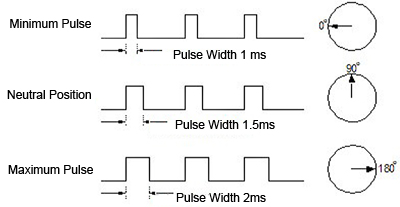 Minimum Pulse
0°
Pulse Width 1 ms
90°
Neutral Position
Pulse Width 1.5ms
Maximum Pulse
180°
Pulse Width 2ms